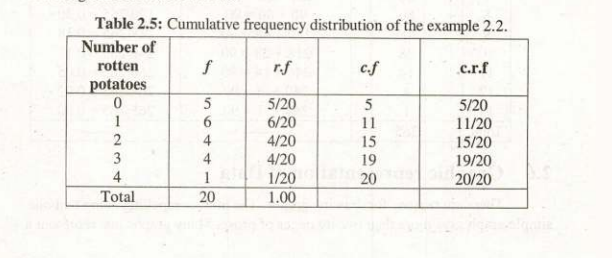 Table 2.5: Cumulative frequency distribution of the example 2.2.
Number of rotten potatoes f r.f c.f c.r.f
0 5 5/20 5 5/20
1 6 6/20 11 11/20
2 4 4/20 15 15/20
3 4 4/20 19 19/20
4 1 1/20 20 20/20
Total 20 1.00